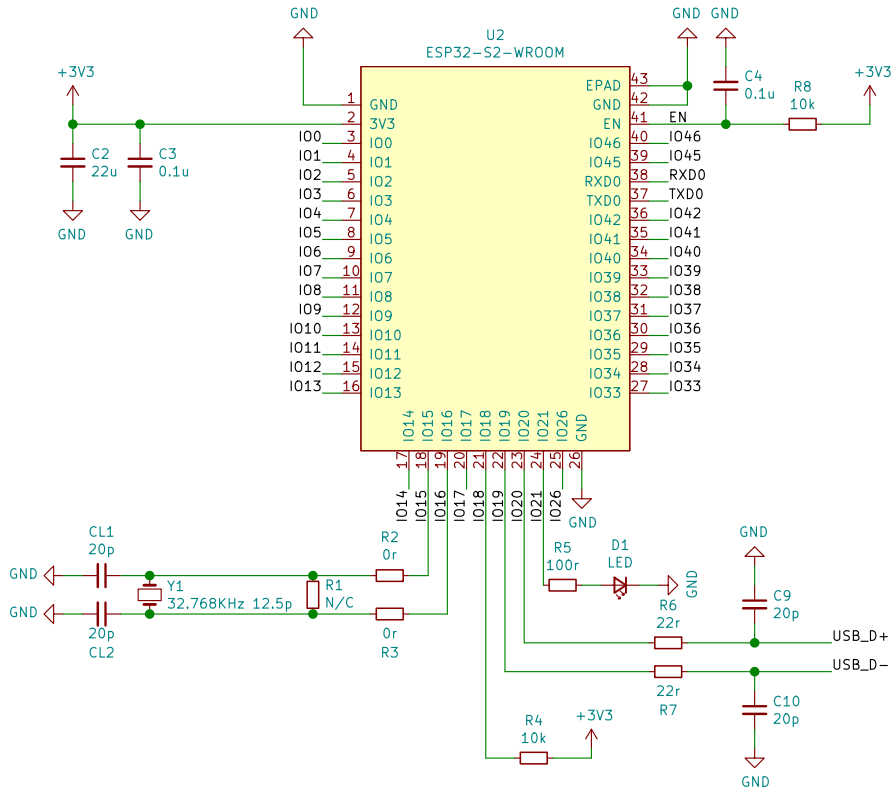 GND
U2
ESP32-S2-WROOM
GND
GND
+3V3
C4
0.1u
R8
10k
+3V3
1 GND
2 3V3
IO0 3 IO0
IO1 4 IO1
IO2 5 IO2
IO3 6 IO3
IO4 7 IO4
IO5 8 IO5
IO6 9 IO6
IO7 10 IO7
IO8 11 IO8
IO9 12 IO9
IO10 13 IO10
IO11 14 IO11
IO12 15 IO12
IO13 16 IO13
EPAD 43
GND 42
EN 41 EN
IO46 40 IO46
IO45 39 IO45
RXD0 38 RXD0
TXD0 37 TXD0
IO42 36 IO42
IO41 35 IO41
IO40 34 IO40
IO39 33 IO39
IO38 32 IO38
IO37 31 IO37
IO36 30 IO36
IO35 29 IO35
IO34 28 IO34
IO33 27 IO33
C2
22u
C3
0.1u
GND
GND
IO14 17 IO14
IO15 18 IO15
IO16 19 IO16
IO17 20 IO17
IO18 21 IO18
IO19 22 IO19
IO20 23 IO20
IO21 24 IO21
IO26 25 IO26
GND 26
GND
CL1
20p
GND
GND
Y1
32.768KHz 12.5p
20p
CL2
R1
N/C
R2
0r
0r
R3
R5
100r
D1
LED
GND
R6
22r
22r
R7
GND
C9
20p
USB_D+
USB_D-
C10
20p
GND
R4
10k
+3V3